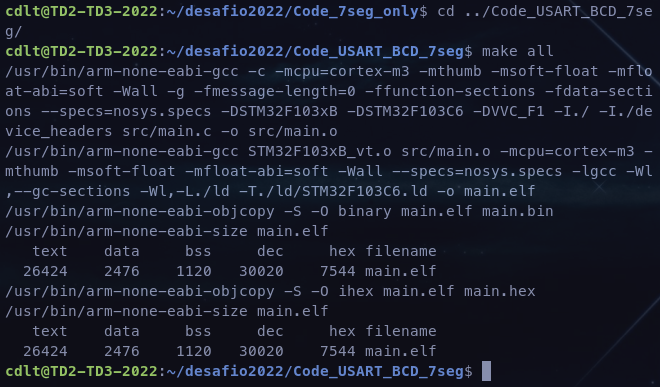 cdlt@TD2-TD3-2022:~/desafio2022/Code_7seg_only$ cd ../Code_USART_BCD_7se
g/
cdlt@TD2-TD3-2022:~/desafio2022/Code_USART_BCD_7seg$ make all
/usr/bin/arm-none-eabi-gcc -c -mcpu=cortex-m3 -mthumb -msoft-float -mflo
at-abi=soft -Wall -g -fmessage-length=0 -ffunction-sections -fdata-secti
ons --specs=nosys.specs -DSTM32F103xB -DSTM32F103C6 -DVVC_F1 -I./ -I./de
vice_headers src/main.c -o src/main.o
/usr/bin/arm-none-eabi-gcc STM32F103xB_vt.o src/main.o -mcpu=cortex-m3 -
mthumb -msoft-float -mfloat-abi=soft -Wall --specs=nosys.specs -lgcc -Wl
,--gc-sections -Wl,-L./ld -T./ld/STM32F103C6.ld -o main.elf
/usr/bin/arm-none-eabi-objcopy -S -O binary main.elf main.bin
/usr/bin/arm-none-eabi-size main.elf
   text    data     bss     dec     hex filename
  26424    2476    1120   30020    7544 main.elf
/usr/bin/arm-none-eabi-objcopy -S -O ihex main.elf main.hex
/usr/bin/arm-none-eabi-size main.elf
   text    data     bss     dec     hex filename
  26424    2476    1120   30020    7544 main.elf
cdlt@TD2-TD3-2022:~/desafio2022/Code_USART_BCD_7seg$